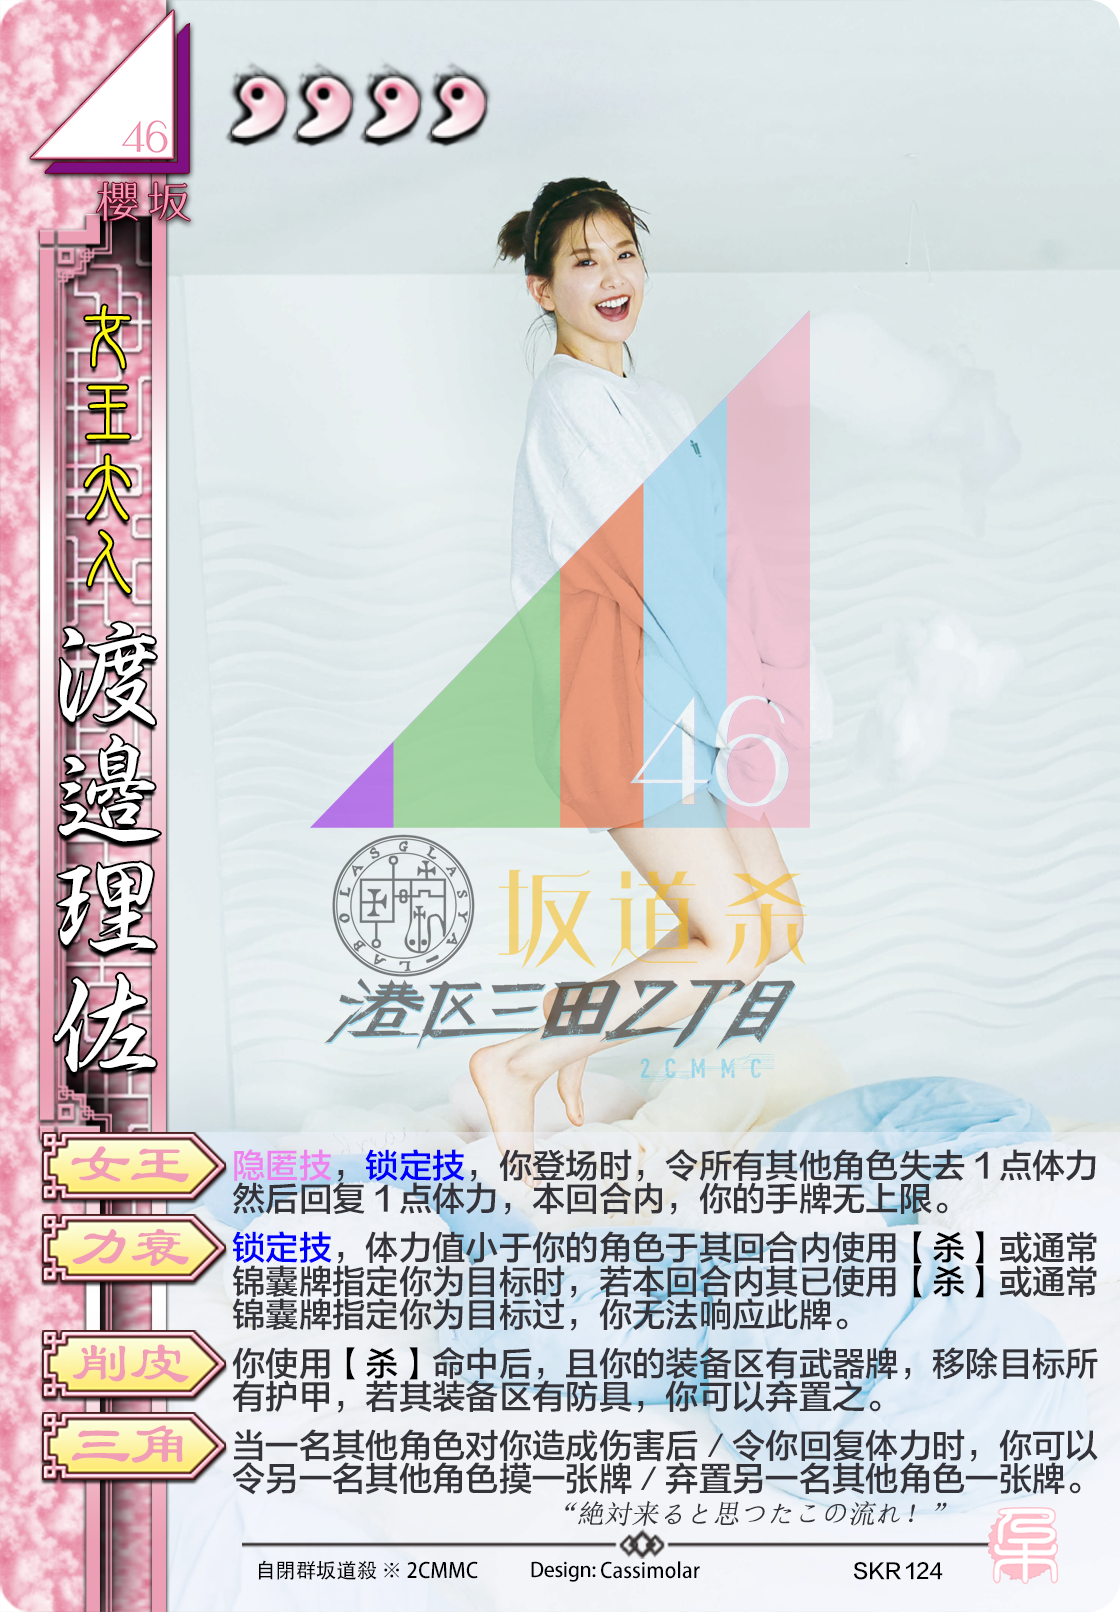 46
櫻坂
女王大人
渡邉理佐
46
GLASYA-LABOLAS
坂道杀
港区三田2丁目
2CMMC
女王
隐匿技，锁定技，你登场时，令所有其他角色失去1点体力
然后回复1点体力，本回合内，你的手牌无上限。
力衰
锁定技，体力值小于你的角色于其回合内使用【杀】或通常
锦囊牌指定你为目标时，若本回合内其已使用【杀】或通常
锦囊牌指定你为目标过，你无法响应此牌。
削皮
你使用【杀】命中后，且你的装备区有武器牌，移除目标所
有护甲，若其装备区有防具，你可以弃置之。
三角
当一名其他角色对你造成伤害后/令你回复体力时，你可以
令另一名其他角色摸一张牌/弃置另一名其他角色一张牌。
“絶対来ると思つたこの流れ！”
自閉群坂道殺 ※ 2CMMC
Design: Cassimolar
SKR124